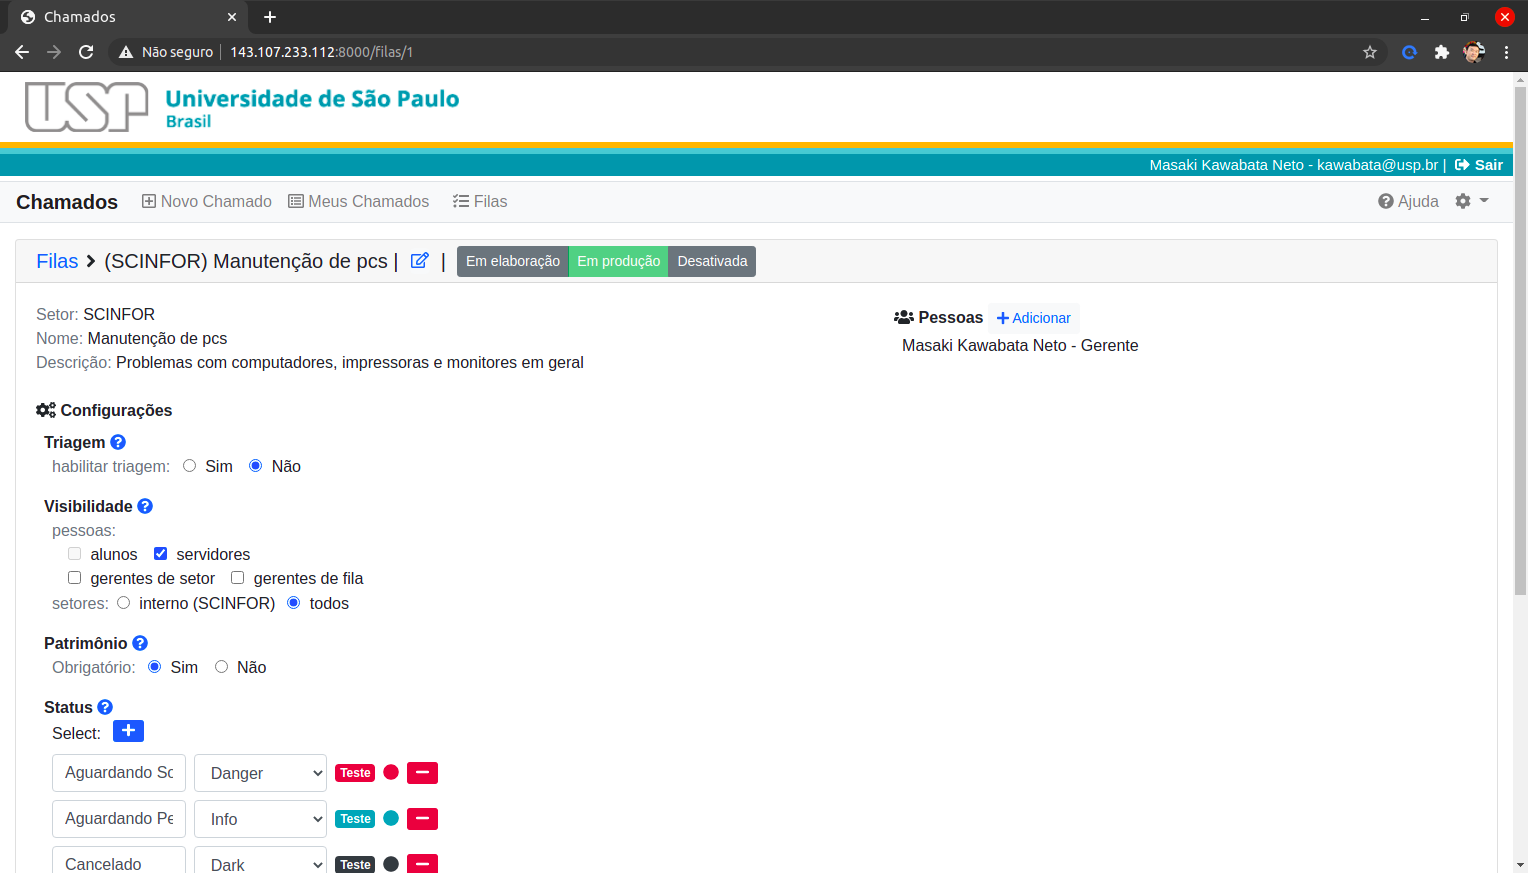 Chamados
Não seguro 143.107.233.112:8000/filas/1
USP Universidade de São Paulo
Brasil
Masaki Kawabata Neto - kawabata@usp.br | Sair
Chamados Novo Chamado Meus Chamados Filas Ajuda
Filas (SCINFOR) Manutenção de pcs | | Em elaboração Em produção Desativada
Setor: SCINFOR
Nome: Manutenção de pcs
Descrição: Problemas com computadores, impressoras e monitores em geral
Pessoas Adicionar
Masaki Kawabata Neto - Gerente
Configurações
Triagem
habilitar triagem: Sim Não
Visibilidade
pessoas:
alunos servidores
gerentes de setor gerentes de fila
setores: interno (SCINFOR) todos
Patrimônio
Obrigatório: Sim Não
Status
Select:
Aguardando Sc Danger Teste
Aguardando Pe Info Teste
Cancelado Dark Teste